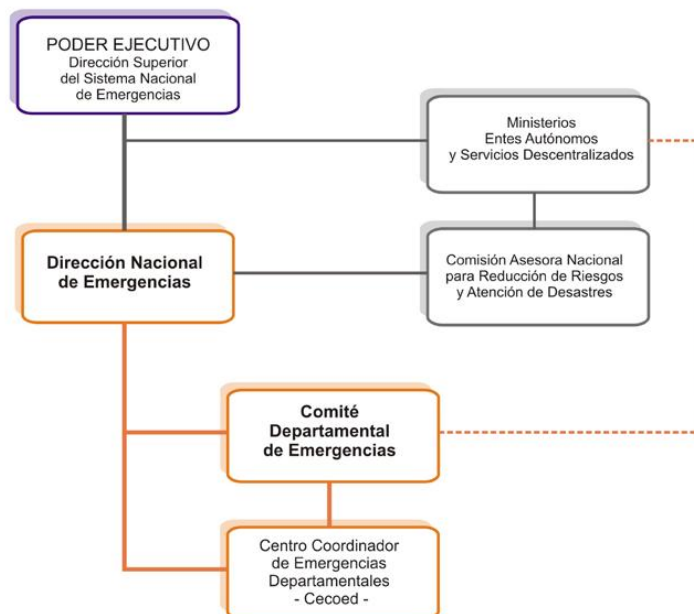 PODER EJECUTIVO
Dirección Superior
del Sistema Nacional
de Emergencias
Ministerios
Entes Autónomos
y Servicios Descentralizados
Dirección Nacional
de Emergencias
Comisión Asesora Nacional
para Reducción de Riesgos
y Atención de Desastres
Comité
Departamental
de Emergencias
Centro Coordinador
de Emergencias
Departamentales
- Cecoed -